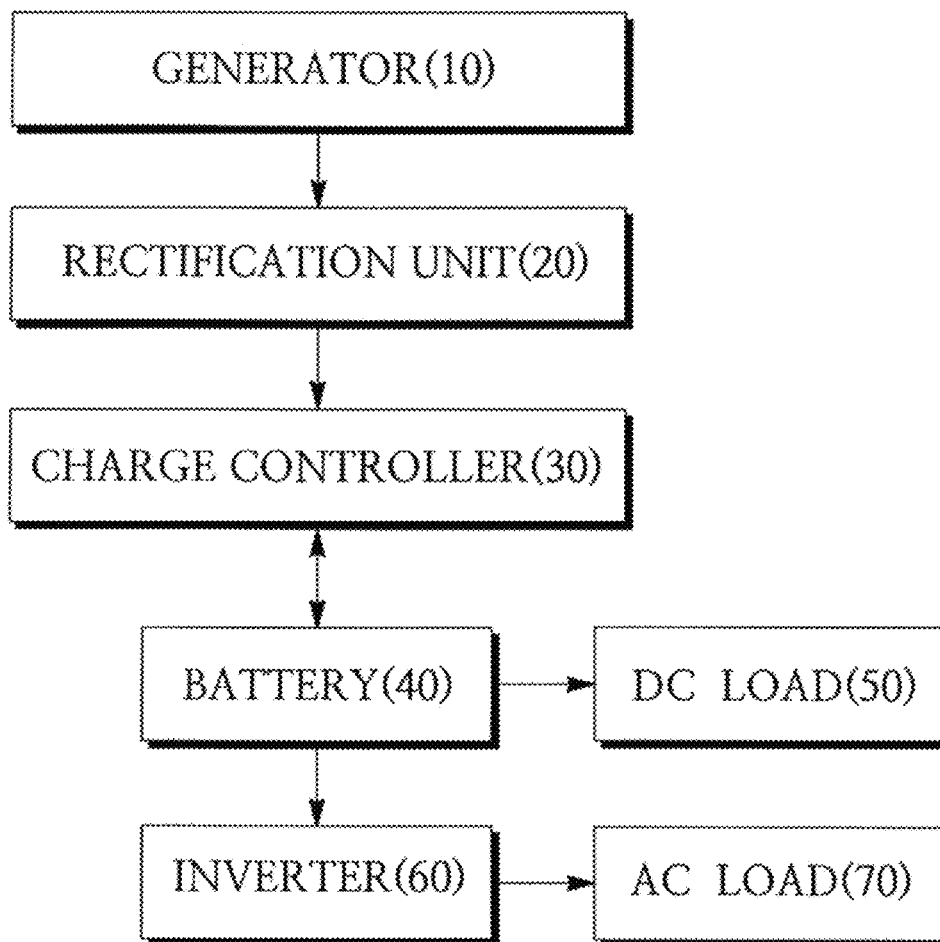 GENERATOR(10)
RECTIFICATION UNIT(20)
CHARGE CONTROLLER(30)
BATTERY(40)
DC LOAD(50)
INVERTER(60)
AC LOAD(70)